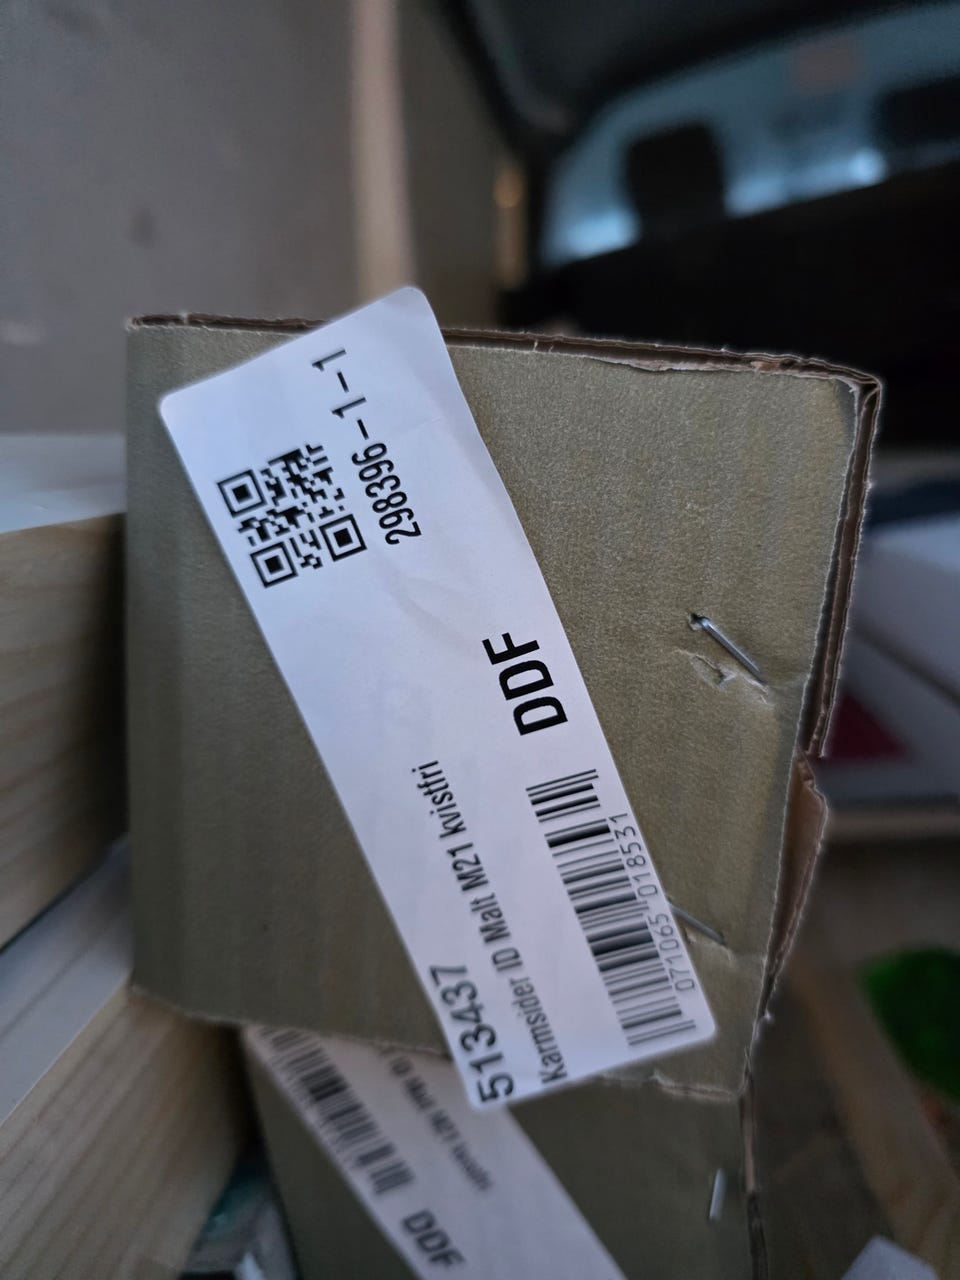 298396-1-1
DDF
513437
Karmsider ID Malt M21 kvistfri
071065 018531
DDF